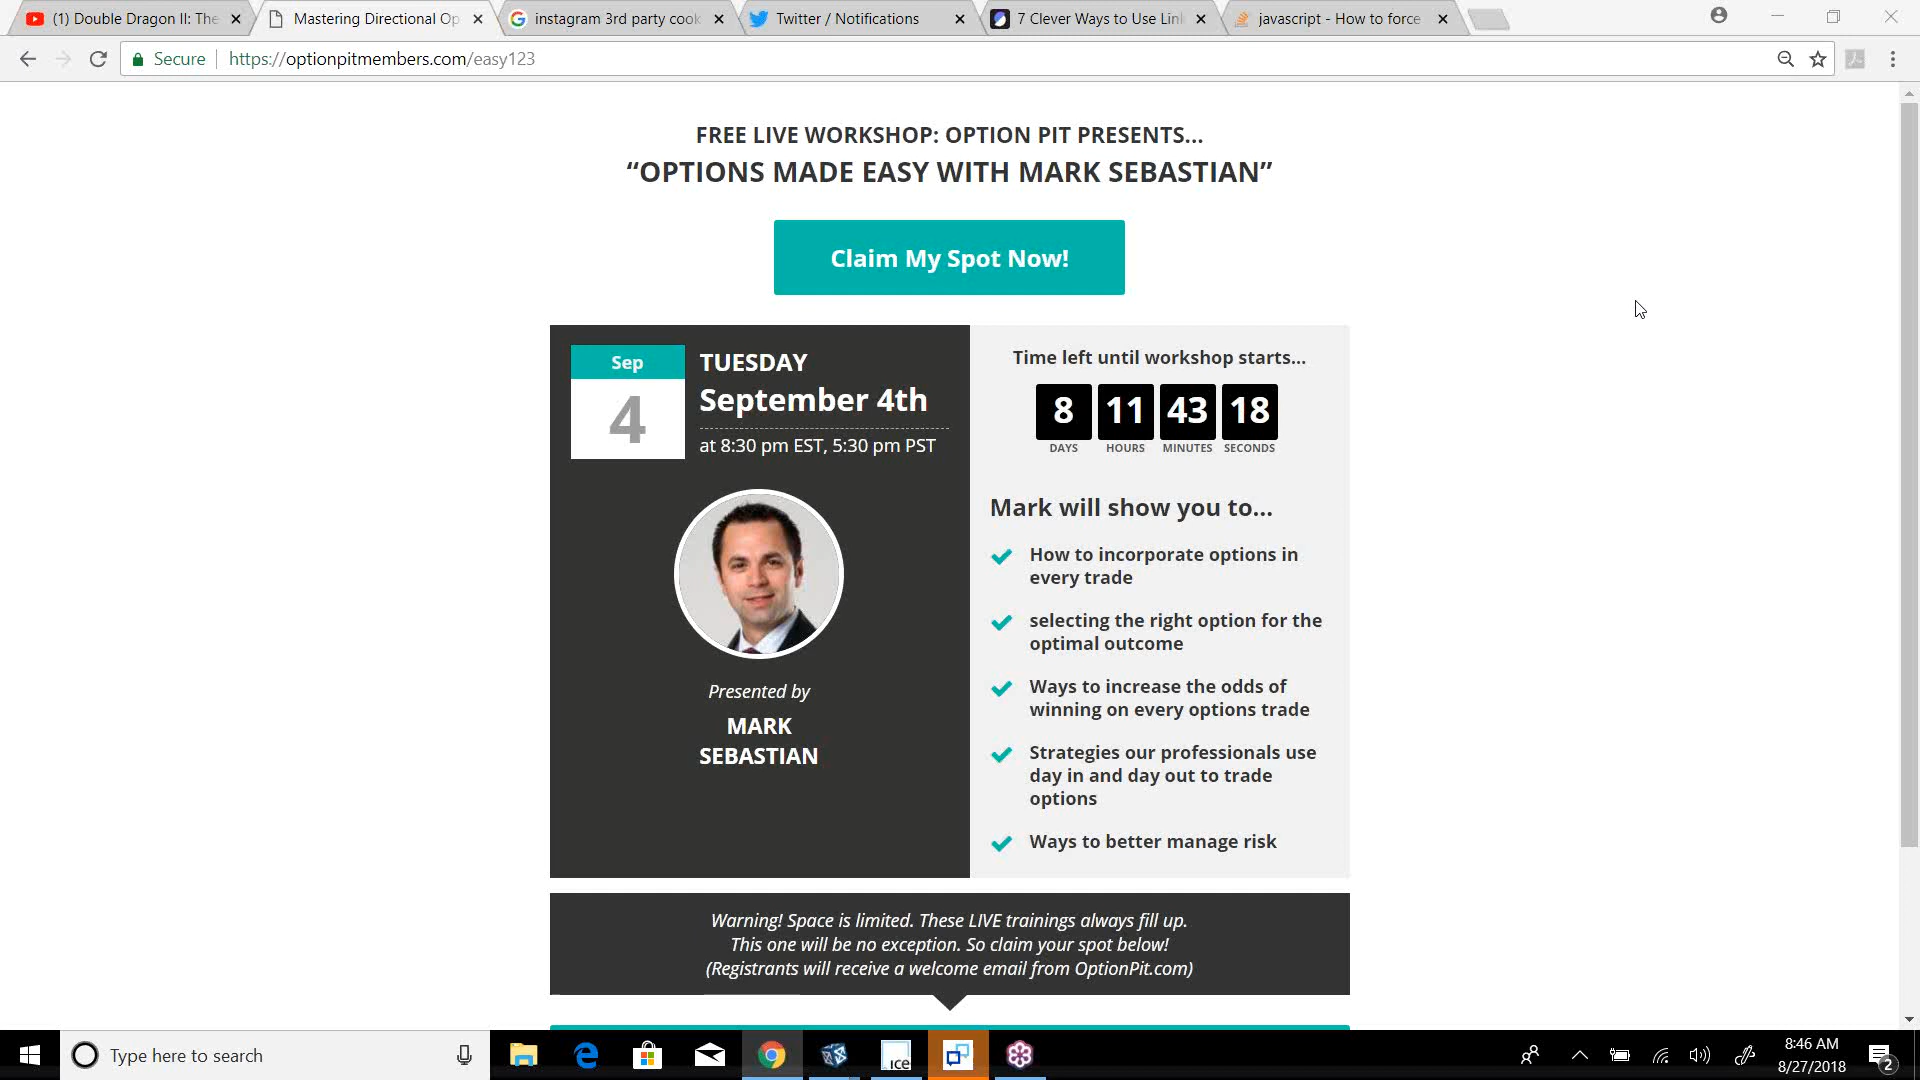 (1) Double Dragon II: The
Mastering Directional Op
instagram 3rd party cook
Twitter / Notifications
7 Clever Ways to Use Lin
javascript - How to force
Secure
https://optionpitmembers.com/easy123
FREE LIVE WORKSHOP: OPTION PIT PRESENTS...
“OPTIONS MADE EASY WITH MARK SEBASTIAN”
Claim My Spot Now!
Sep
4
TUESDAY
September 4th
at 8:30 pm EST, 5:30 pm PST
Presented by
MARK
SEBASTIAN
Time left until workshop starts...
8 11 43 18
DAYS HOURS MINUTES SECONDS
Mark will show you to...
How to incorporate options in
every trade
selecting the right option for the
optimal outcome
Ways to increase the odds of
winning on every options trade
Strategies our professionals use
day in and day out to trade
options
Ways to better manage risk
Warning! Space is limited. These LIVE trainings always fill up.
This one will be no exception. So claim your spot below!
(Registrants will receive a welcome email from OptionPit.com)
Type here to search
ice
8:46 AM
8/27/2018
2